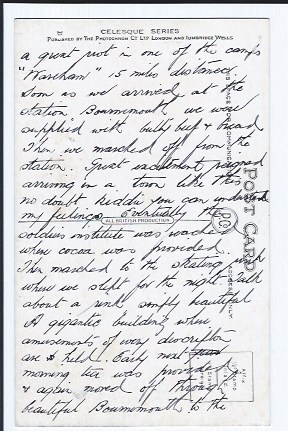 CELESQUE SERIES
PUBLISHED BY THE PHOTOCHROM CO LTD LONDON AND TUNBRIDGE WELLS
a great riot in one of the camps
"Wareham" 15 miles distance
Soon as we arrived at the
station Bournemouth we were
supplied with bully beef & bread
Then we marched off from the
station. Great excitement reigned
arriving in a town like this
no doubt Kiddie you can understand
my feelings. Eventually the
ALL BRITISH PRODUCTION
soldiers institute was reached
where cocoa was provided
Then marched to the skating rink
where we slept for the night. Talk
about a rink simply beautiful
A gigantic building where
amusements of every description
are held. Early next
morning tea was provided
& again moved off through
beautiful Bournemouth to the
POST CARD